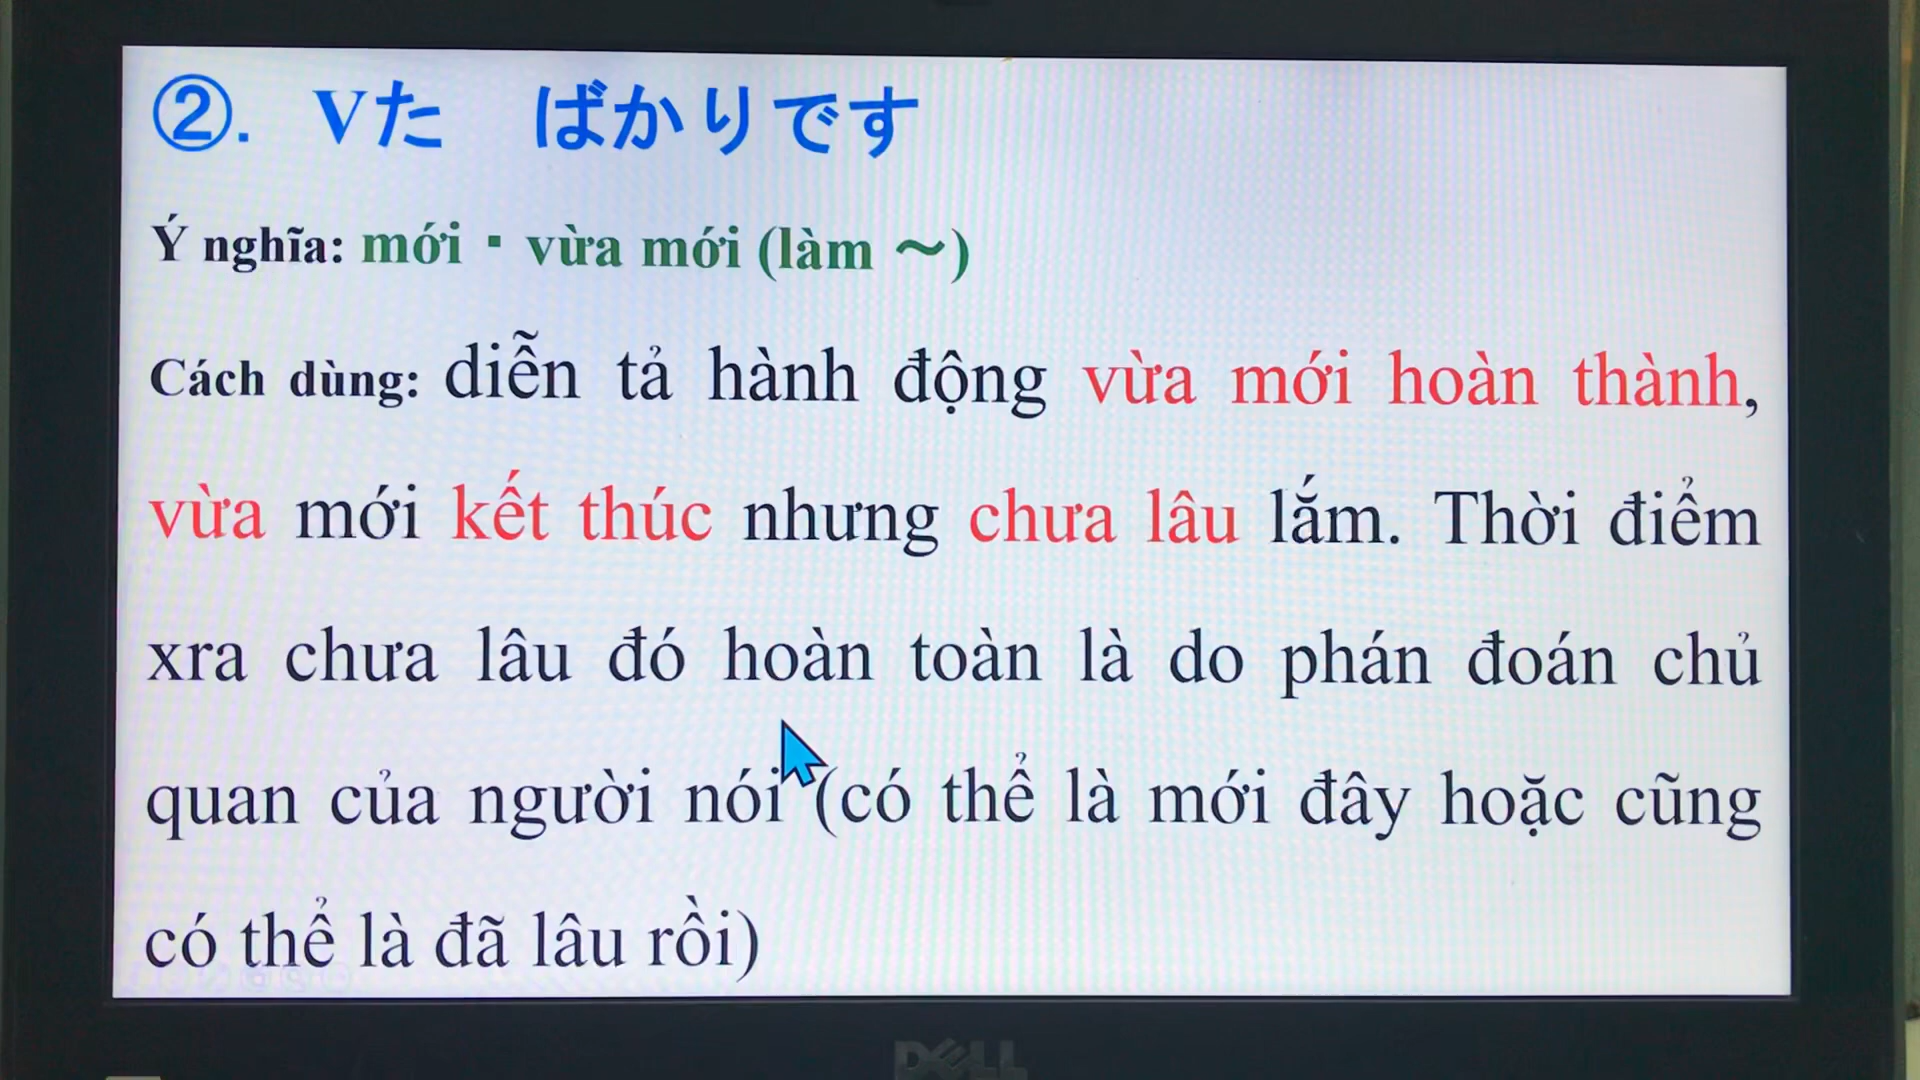 ②. Vた ばかりです
Ý nghĩa: mới・vừa mới (làm ～)
Cách dùng: diễn tả hành động vừa mới hoàn thành,
vừa mới kết thúc nhưng chưa lâu lắm. Thời điểm
xra chưa lâu đó hoàn toàn là do phán đoán chủ
quan của người nói (có thể là mới đây hoặc cũng
có thể là đã lâu rồi)
DELL